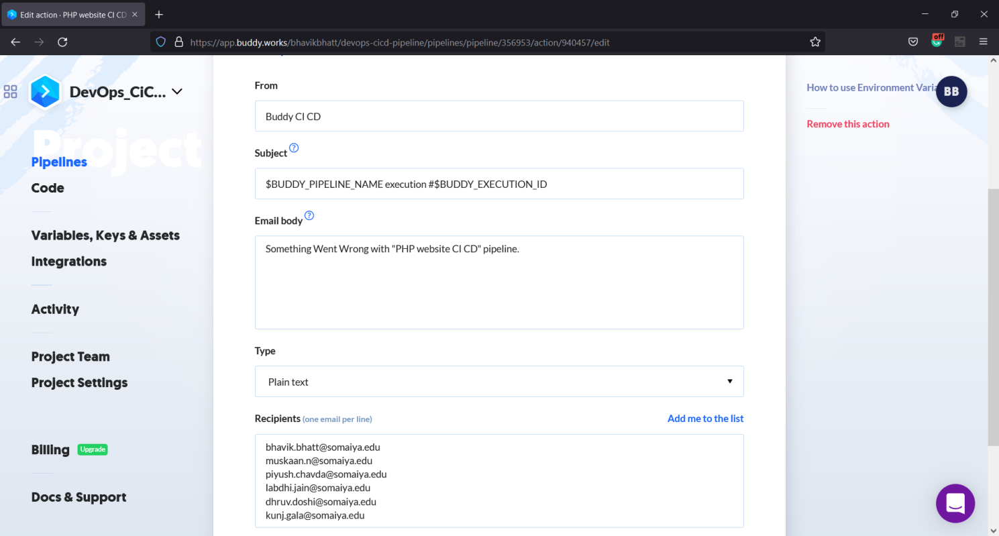 Edit action · PHP website CI CD
https://app.buddy.works/bhavikbhatt/devops-cicd-pipeline/pipelines/pipeline/356953/action/940457/edit
off
DevOps_CiC...
Project
Pipelines
Code
Variables, Keys & Assets
Integrations
Activity
Project Team
Project Settings
Billing Upgrade
Docs & Support
From
Buddy CI CD
Subject ?
$BUDDY_PIPELINE_NAME execution #$BUDDY_EXECUTION_ID
Email body ?
Something Went Wrong with "PHP website CI CD" pipeline.
Type
Plain text
Recipients (one email per line) Add me to the list
bhavik.bhatt@somaiya.edu
muskaan.n@somaiya.edu
piyush.chavda@somaiya.edu
labdhi.jain@somaiya.edu
dhruv.doshi@somaiya.edu
kunj.gala@somaiya.edu
How to use Environment Varia
BB
Remove this action